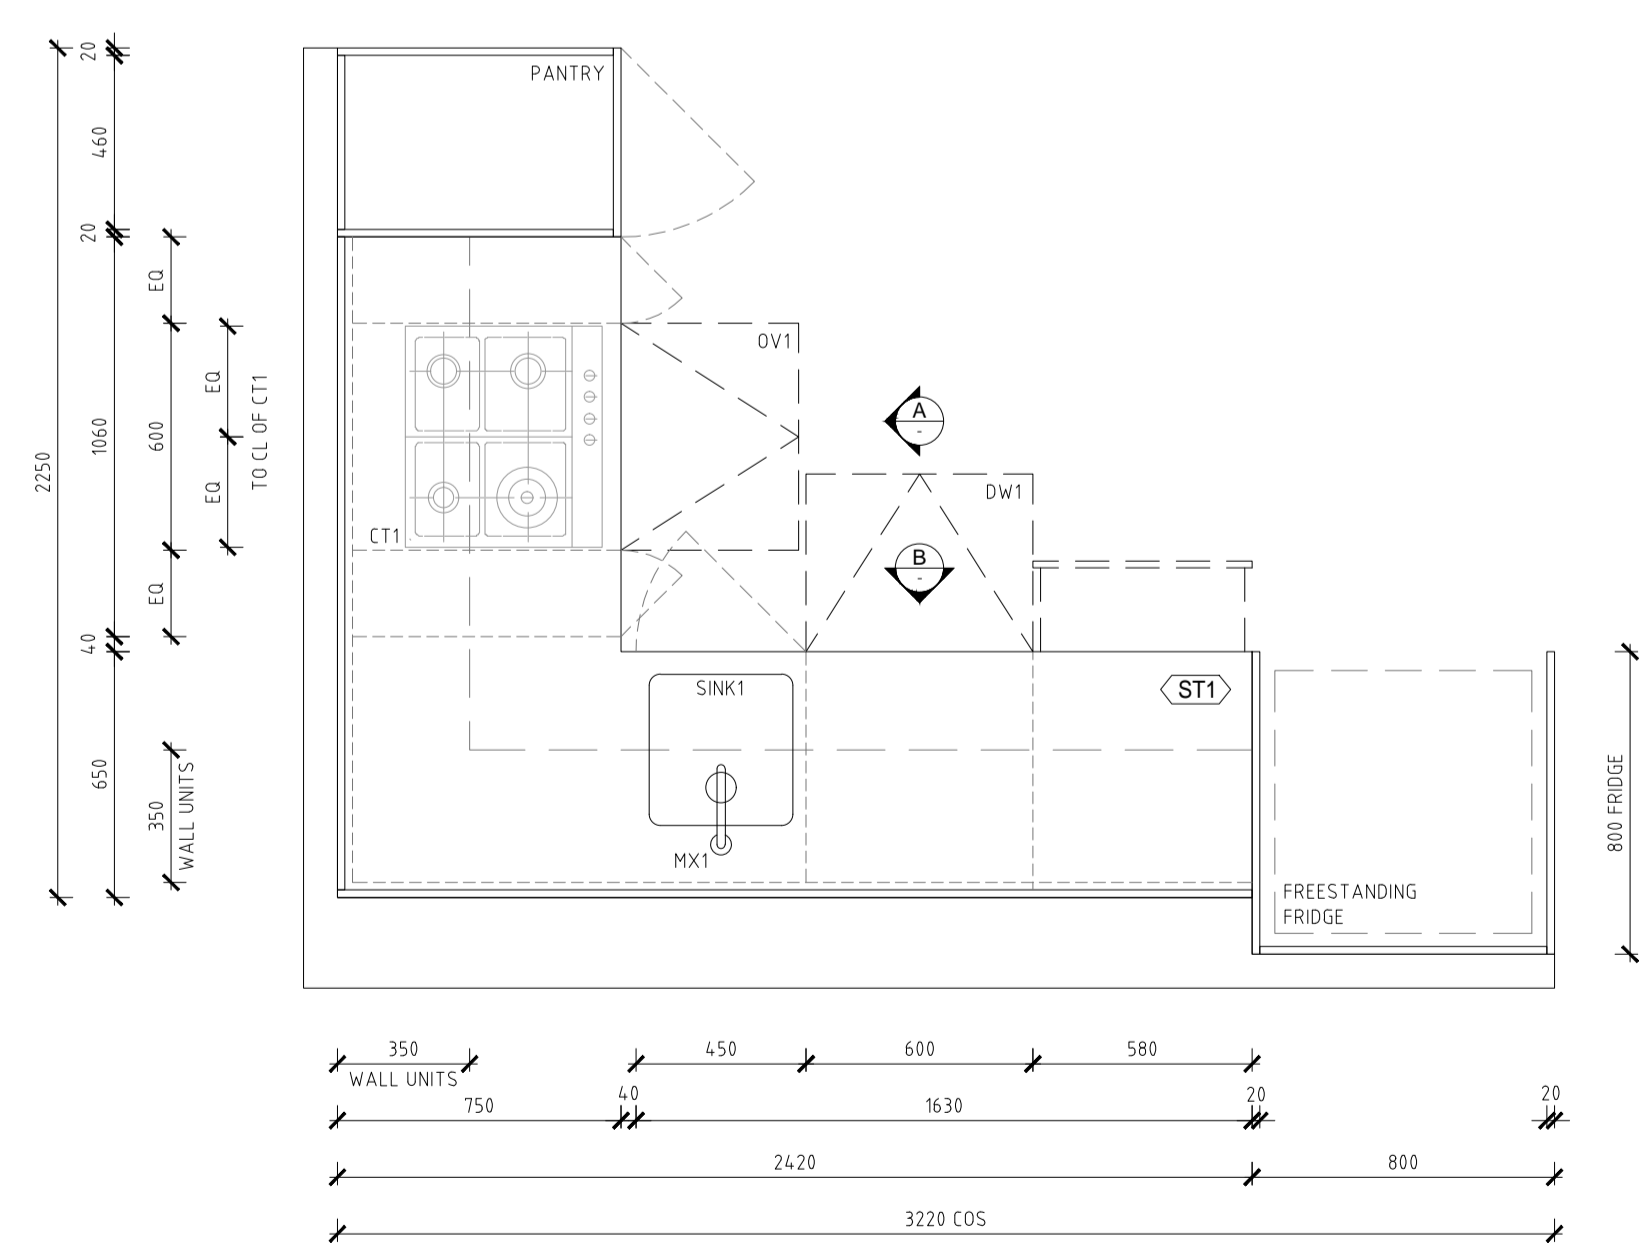 20
PANTRY
460
20
EQ
OV1
EQ
TO CL OF CT1
A
-
1060
600
2250
EQ
DW1
CT1
B
-
EQ
40
SINK1
ST1
650
350
WALL UNITS
800 FRIDGE
MX1
FREESTANDING
FRIDGE
350
450
600
580
WALL UNITS
40
20
20
750
1630
2420
800
3220 COS